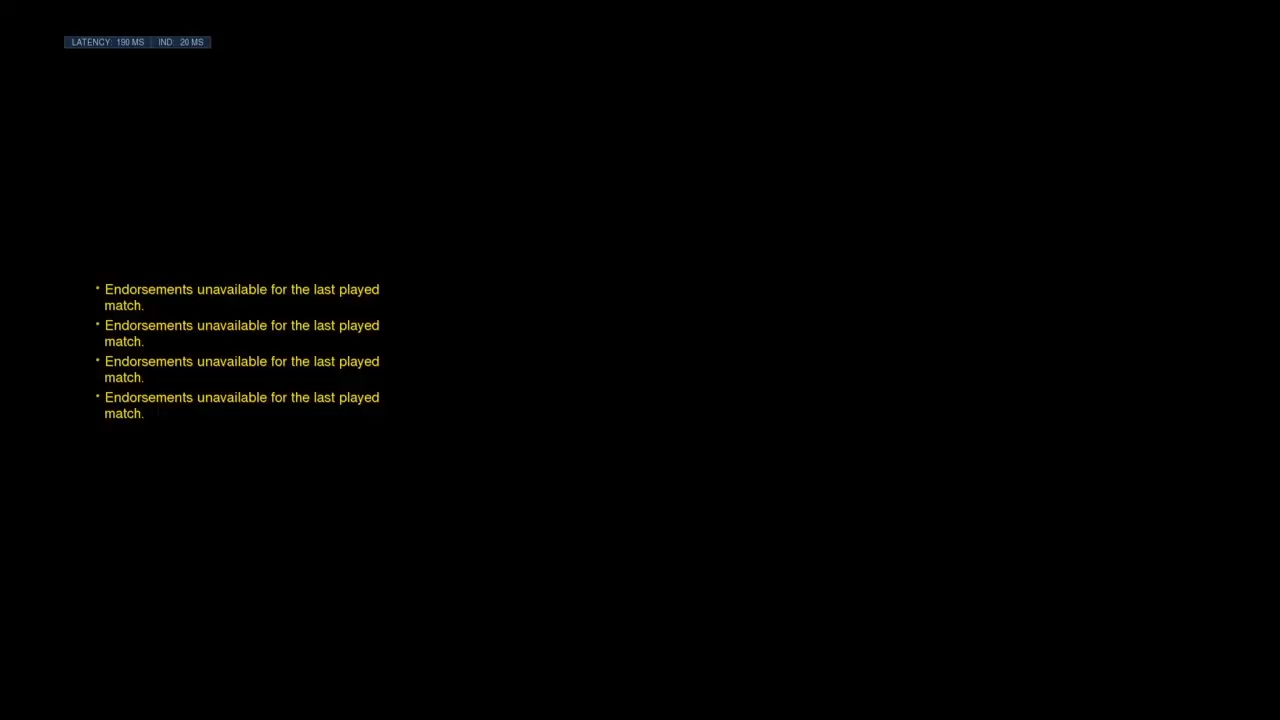 LATENCY: 190 MS | IND: 20 MS
• Endorsements unavailable for the last played
match.
• Endorsements unavailable for the last played
match.
• Endorsements unavailable for the last played
match.
• Endorsements unavailable for the last played
match.